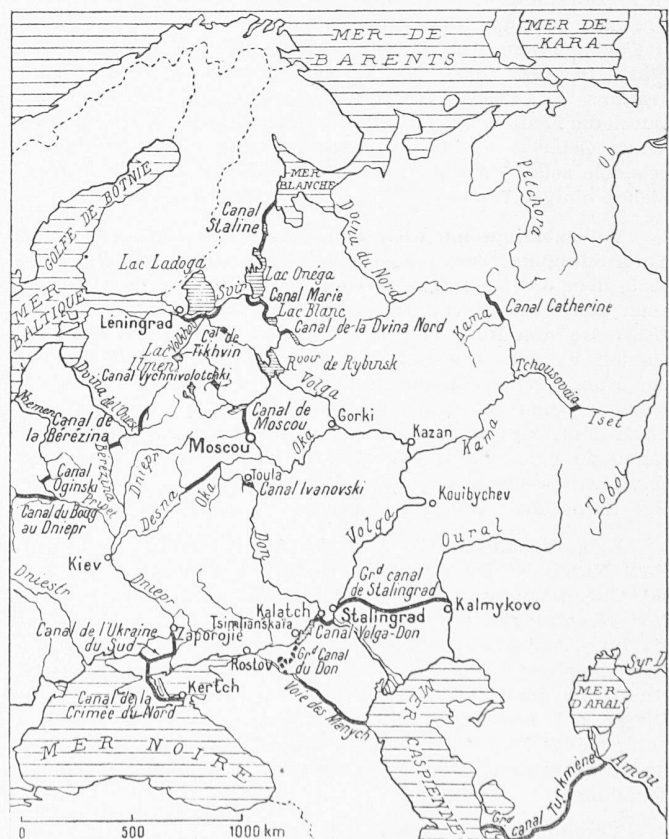 MER DE
BARENTS
MER DE
KARA
GOLFE DE BOTNIE
MER
BLANCHE
Canal
Staline
Dvina du Nord
Petchora
Ob
Lac Ladoga
Svir
Lac Onéga
Canal Marie
Lac Blanc
Canal de la Dvina Nord
Canal Catherine
MER
BALTIQUE
Léningrad
Volkhov
Lac
Ilmen
Cal de
Tikhvin
Canal Vychnivolotchki
Rvoir de Rybinsk
Volga
Kama
Tchousovaia
Iset
Niemen
Dvina de l'Ouest
Canal de
la Bérézina
Bérézina
Canal de
Moscou
Moscou
Gorki
Oka
Kazan
Kama
Tobol
Canal
Oginski
Pripet
Dniepr
Desna
Oka
Toula
Canal Ivanovski
Kouibychev
Canal du Boug
au Dniepr
Volga
Oural
Kiev
Don
Dniestr
Dniepr
Grd canal
de Stalingrad
Kalatch
Stalingrad
Kalmykovo
Tsimlianskaïa
Canal Volga-Don
Canal de l'Ukraine
du Sud
Zaporojie
Rostov
Grd Canal
du Don
Kertch
Canal de la
Crimée du Nord
Voie des Manych
MER NOIRE
MER CASPIENNE
Syr D.
MER
D'ARAL
Amou
Grd canal Turkmène
0 500 1000 km